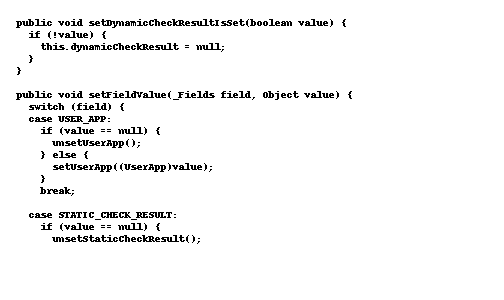 public void setDynamicCheckResultIsSet(boolean value) {
  if (!value) {
    this.dynamicCheckResult = null;
  }
}

public void setFieldValue(_Fields field, Object value) {
  switch (field) {
  case USER_APP:
    if (value == null) {
      unsetUserApp();
    } else {
      setUserApp((UserApp)value);
    }
    break;

  case STATIC_CHECK_RESULT:
    if (value == null) {
      unsetStaticCheckResult();